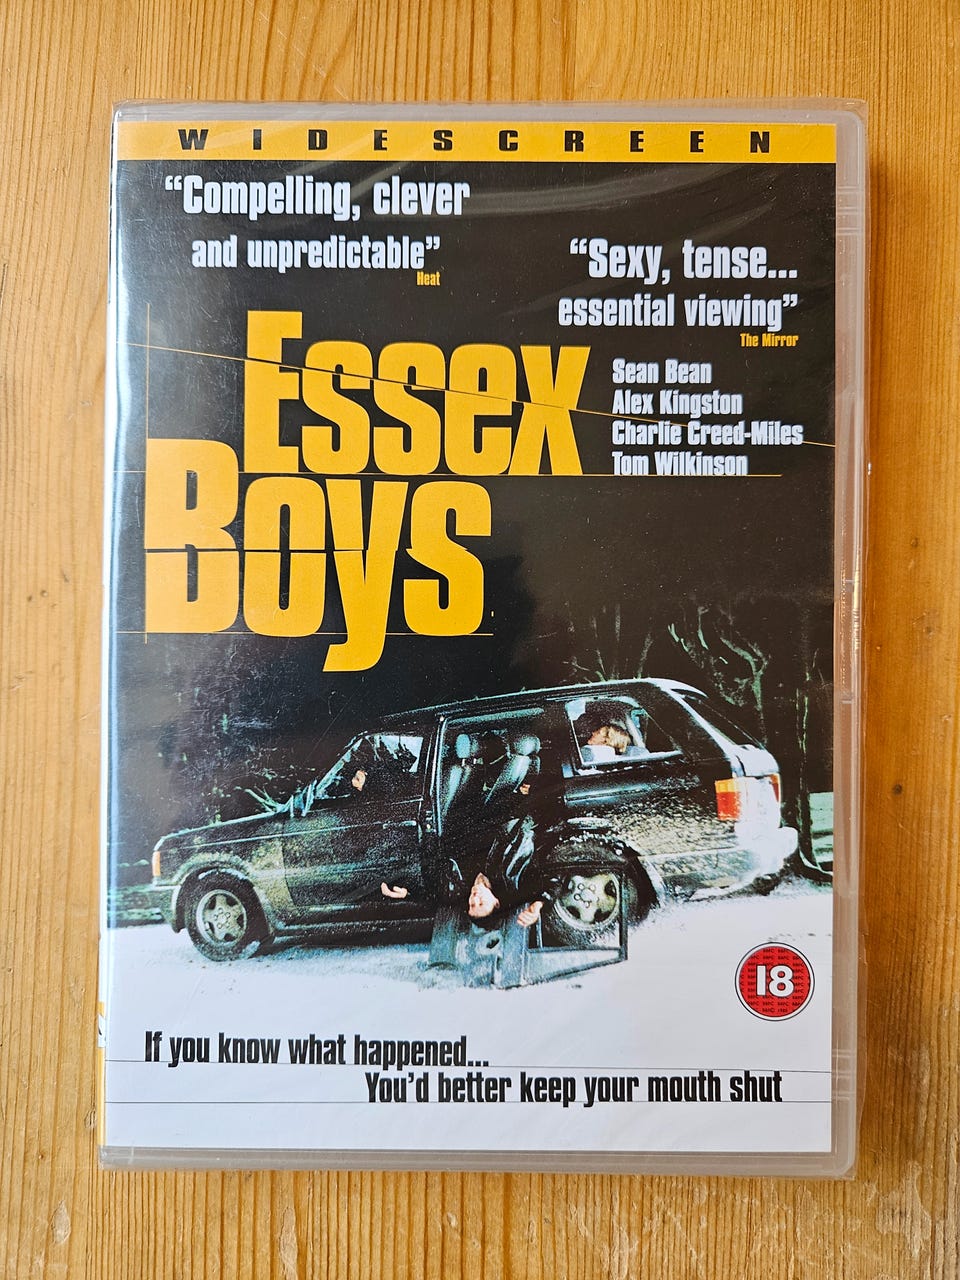 WIDESCREEN
“Compelling, clever
and unpredictable”
Heat
“Sexy, tense...
essential viewing”
The Mirror
Essex
Boys
Sean Bean
Alex Kingston
Charlie Creed-Miles
Tom Wilkinson
18
If you know what happened...
You’d better keep your mouth shut